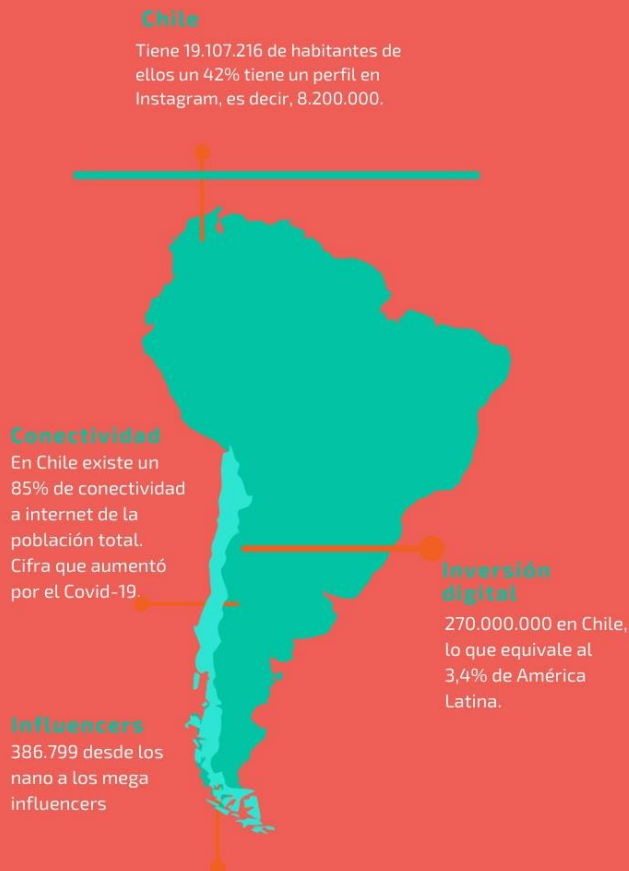 Chile
Tiene 19.107.216 de habitantes de
ellos un 42% tiene un perfil en
Instagram, es decir, 8.200.000.
Conectividad
En Chile existe un
85% de conectividad
a internet de la
población total.
Cifra que aumentó
por el Covid-19.
Inversión
digital
270.000.000 en Chile,
lo que equivale al
3,4% de América
Latina.
Influencers
386.799 desde los
nano a los mega
influencers